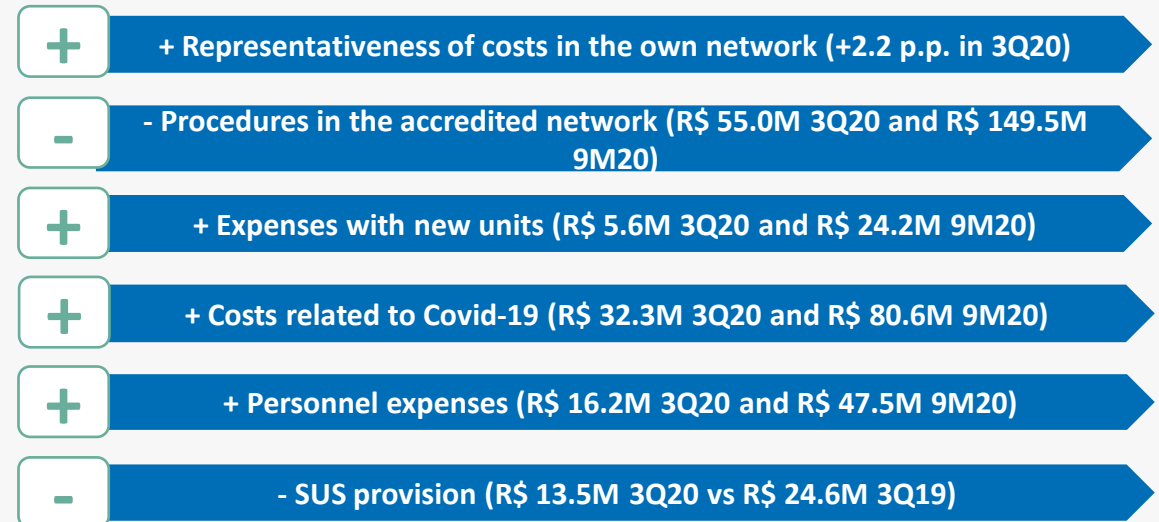 +
+ Representativeness of costs in the own network (+2.2 p.p. in 3Q20)
-
- Procedures in the accredited network (R$ 55.0M 3Q20 and R$ 149.5M
9M20)
+
+ Expenses with new units (R$ 5.6M 3Q20 and R$ 24.2M 9M20)
+
+ Costs related to Covid-19 (R$ 32.3M 3Q20 and R$ 80.6M 9M20)
+
+ Personnel expenses (R$ 16.2M 3Q20 and R$ 47.5M 9M20)
-
- SUS provision (R$ 13.5M 3Q20 vs R$ 24.6M 3Q19)